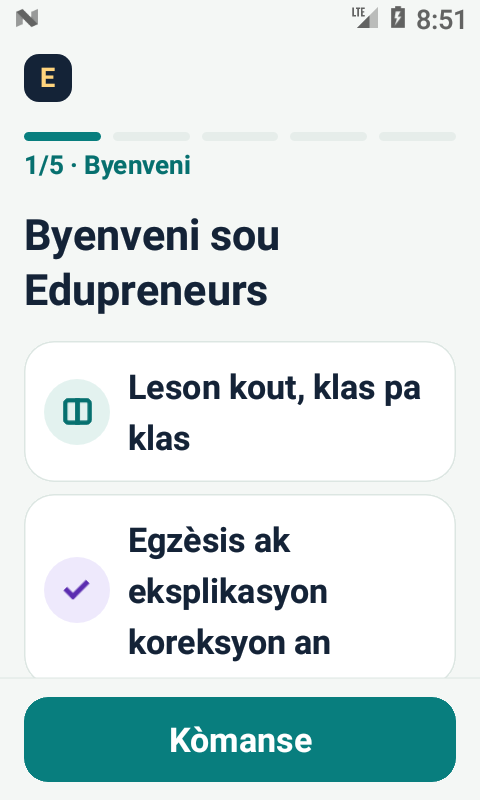 LTE 8:51
E
1/5 · Byenveni
Byenveni sou
Edupreneurs
Leson kout, klas pa
klas
Egzèsis ak
eksplikasyon
koreksyon an
Kòmanse